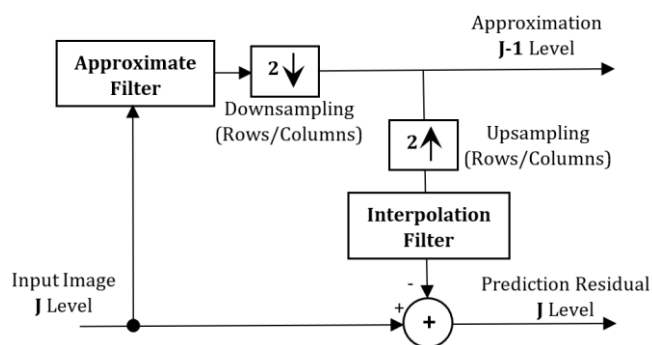 Approximation
J-1 Level
Approximate
Filter
2
Downsampling
(Rows/Columns)
2
Upsampling
(Rows/Columns)
Interpolation
Filter
Input Image
J Level
-
+
+
Prediction Residual
J Level